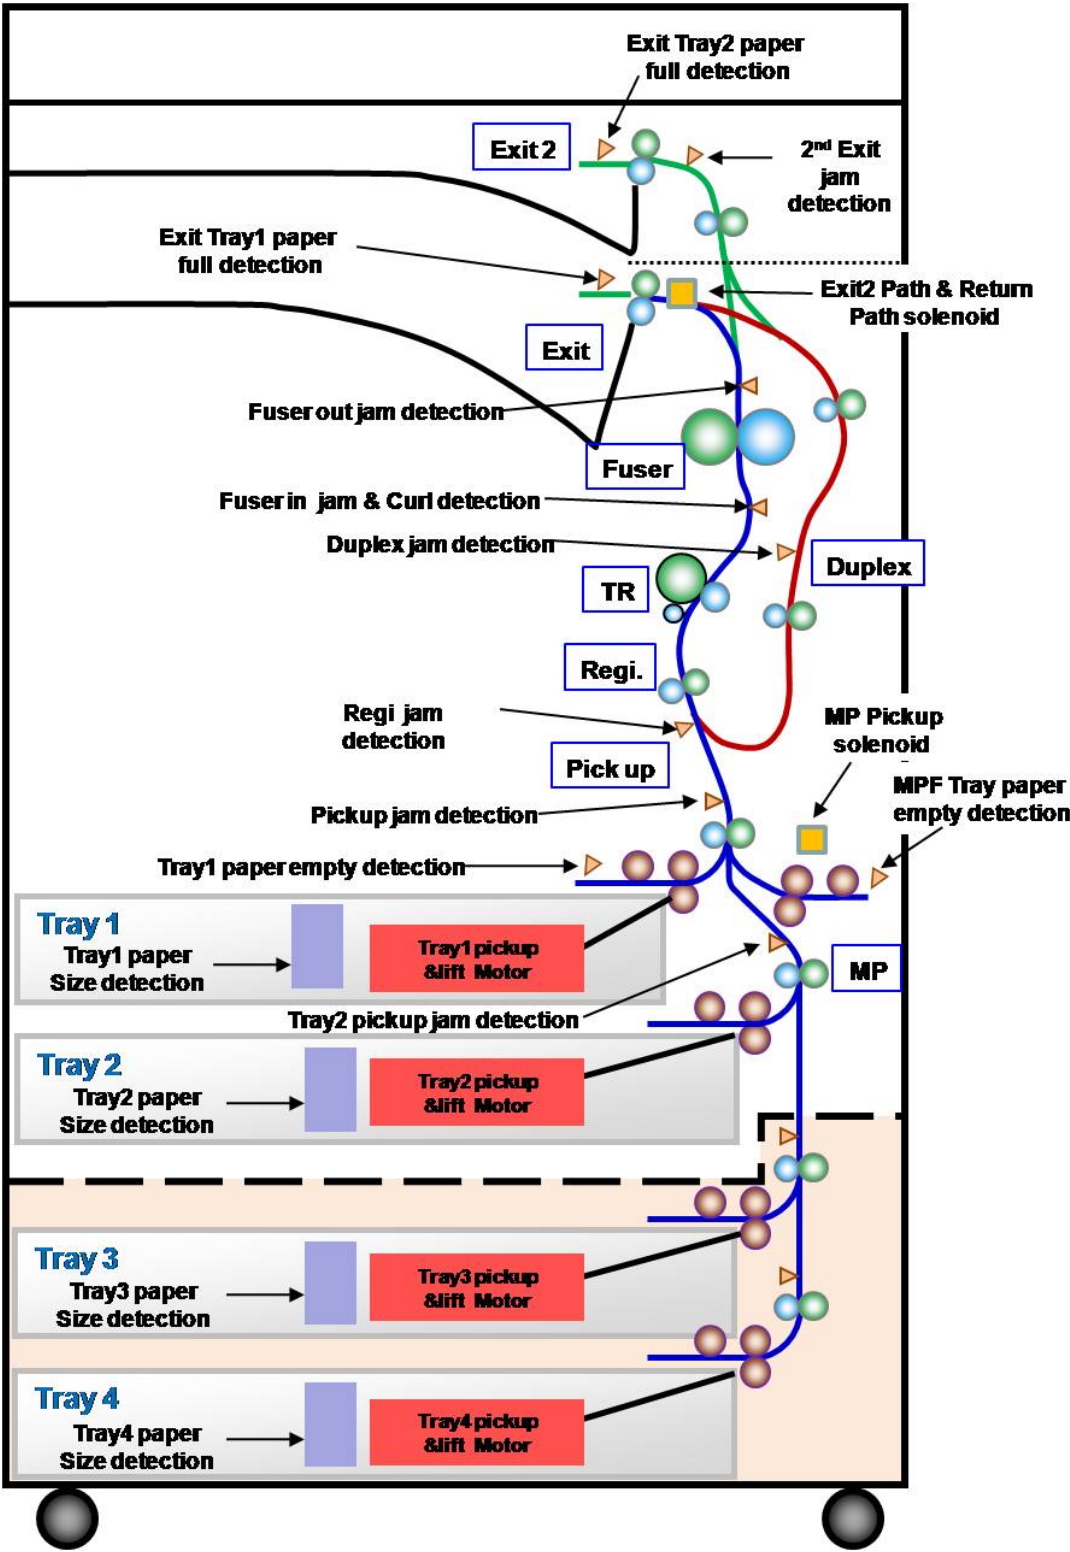 Exit Tray2 paper
full detection
Exit 2
2nd Exit
jam
detection
Exit Tray1 paper
full detection
Exit2 Path & Return
Path solenoid
Exit
Fuser out jam detection
Fuser
Fuser in jam & Curl detection
Duplex jam detection
Duplex
TR
Regi.
Regi jam
detection
MP Pickup
solenoid
Pick up
MPF Tray paper
empty detection
Pickup jam detection
Tray1 paper empty detection
Tray 1
Tray1 paper
Size detection
Tray1 pickup
&lift Motor
MP
Tray2 pickup jam detection
Tray 2
Tray2 paper
Size detection
Tray2 pickup
&lift Motor
Tray 3
Tray3 paper
Size detection
Tray3 pickup
&lift Motor
Tray 4
Tray4 paper
Size detection
Tray4 pickup
&lift Motor